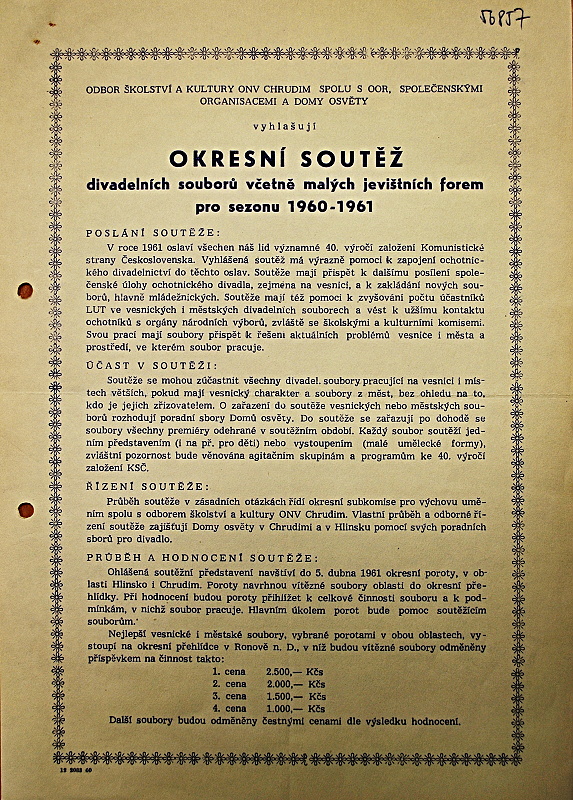 56857
ODBOR ŠKOLSTVÍ A KULTURY ONV CHRUDIM SPOLU S OOR, SPOLEČENSKÝMI
ORGANISACEMI A DOMY OSVĚTY
vyhlašují
OKRESNÍ SOUTĚŽ
divadelních souborů včetně malých jevištních forem
pro sezonu 1960-1961
POSLÁNÍ SOUTĚŽE:
V roce 1961 oslaví všechen náš lid významné 40. výročí založení Komunistické
strany Československa. Vyhlášená soutěž má výrazně pomoci k zapojení ochotnic-
kého divadelnictví do těchto oslav. Soutěže mají přispět k dalšímu posílení spole-
čenské úlohy ochotnického divadla, zejména na vesnici, a k zakládání nových sou-
borů, hlavně mládežnických. Soutěže mají též pomoci k zvyšování počtu účastníků
LUT ve vesnických i městských divadelních souborech a vést k užšímu kontaktu
ochotníků s orgány národních výborů, zvláště se školskými a kulturními komisemi.
Svou prací mají soubory přispět k řešení aktuálních problémů vesnice i města a
prostředí, ve kterém soubor pracuje.
ÚČAST V SOUTĚŽI:
Soutěže se mohou zúčastnit všechny divadel. soubory pracující na vesnici i mís-
tech větších, pokud mají vesnický charakter a soubory z měst, bez ohledu na to,
kdo je jejich zřizovatelem. O zařazení do soutěže vesnických nebo městských sou-
borů rozhodují poradní sbory Domů osvěty. Do soutěže se zařazují po dohodě se
soubory všechny premiéry odehrané v soutěžním období. Každý soubor soutěží jed-
ním představením (i na př. pro děti) nebo vystoupením (malé umělecké formy),
zvláštní pozornost bude věnována agitačním skupinám a programům ke 40. výročí
založení KSČ.
ŘÍZENÍ SOUTĚŽE:
Průběh soutěže v zásadních otázkách řídí okresní subkomise pro výchovu umě-
ním spolu s odborem školství a kultury ONV Chrudim. Vlastní průběh a odborné ří-
zení soutěže zajišťují Domy osvěty v Chrudimi a v Hlinsku pomocí svých poradních
sborů pro divadlo.
PRŮBĚH A HODNOCENÍ SOUTĚŽE:
Ohlášená soutěžní představení navštíví do 5. dubna 1961 okresní poroty, v ob-
lasti Hlinsko i Chrudim. Poroty navrhnou vítězné soubory oblasti do okresní pře-
hlídky. Při hodnocení budou poroty přihlížet k celkové činnosti souboru a k pod-
mínkám, v nichž soubor pracuje. Hlavním úkolem porot bude pomoc soutěžícím
souborům.
Nejlepší vesnické i městské soubory, vybrané porotami v obou oblastech, vy-
stoupí na okresní přehlídce v Ronově n. D., v níž budou vítězné soubory odměněny
příspěvkem na činnost takto:
1. cena 2.500,— Kčs
2. cena 2.000,— Kčs
3. cena 1.500,— Kčs
4. cena 1.000,— Kčs
Další soubory budou odměněny čestnými cenami dle výsledku hodnocení.